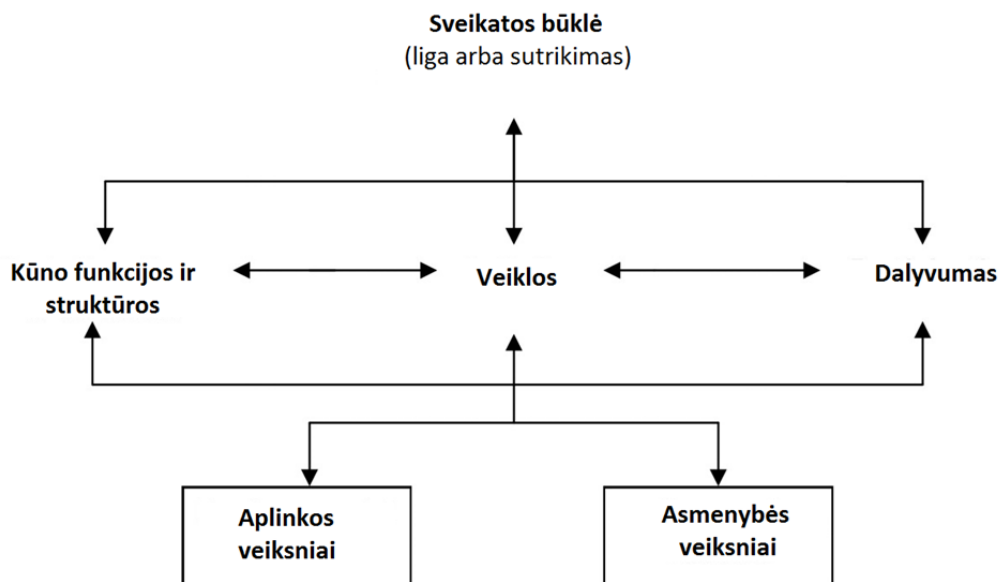 Sveikatos būklė
(liga arba sutrikimas)
Kūno funkcijos ir
struktūros
Veiklos
Dalyvumas
Aplinkos
veiksniai
Asmenybės
veiksniai